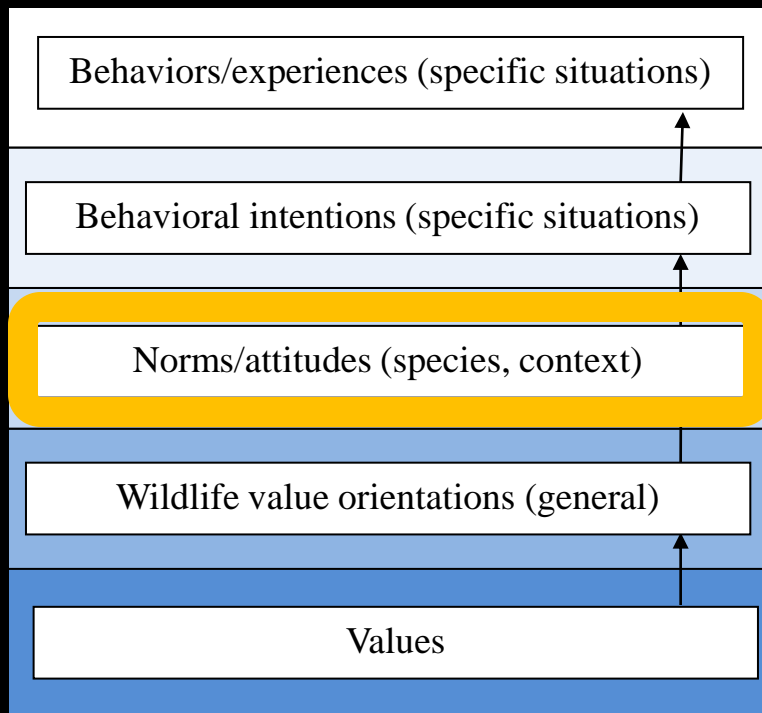 Behaviors/experiences (specific situations)
Behavioral intentions (specific situations)
Norms/attitudes (species, context)
Wildlife value orientations (general)
Values